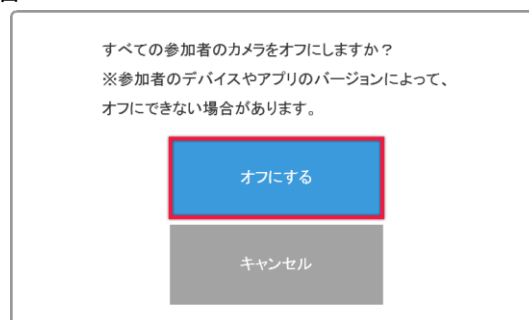 すべての参加者のカメラをオフにしますか？
※参加者のデバイスやアプリのバージョンによって、
オフにできない場合があります。
オフにする
キャンセル